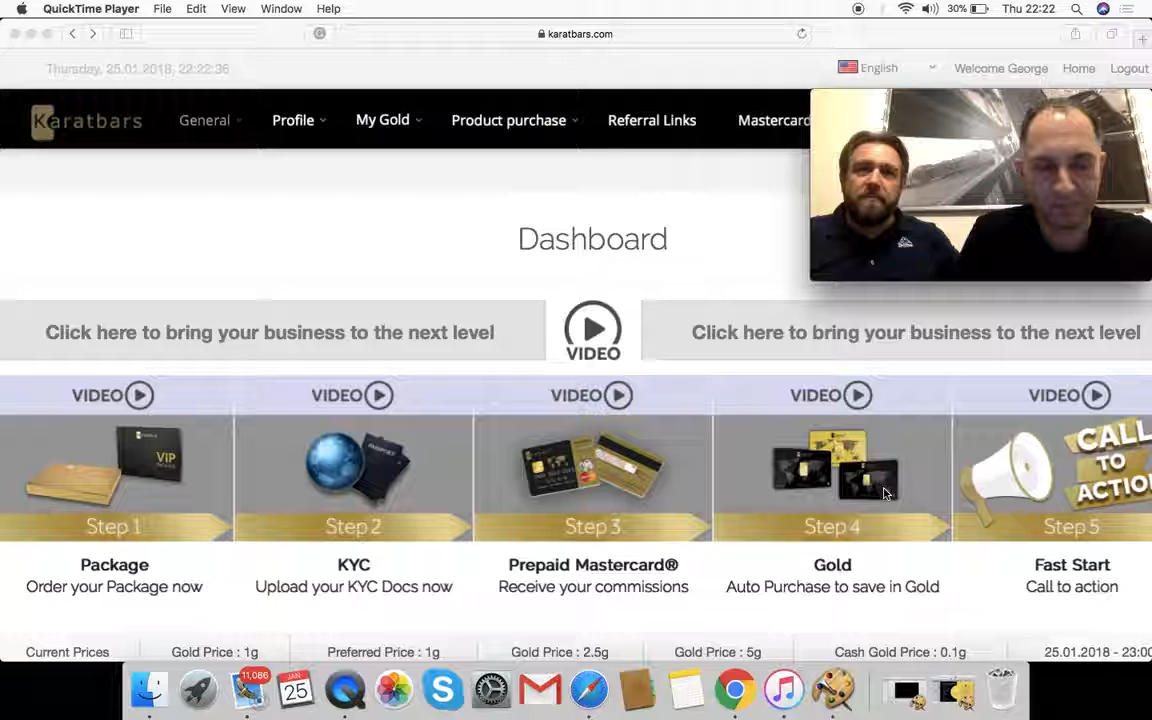 QuickTime Player File Edit View Window Help 30% Thu 22:22
karatbars.com
Thursday, 25.01.2018, 22:22:36 English Welcome George Home Logout
Karatbars General Profile My Gold Product purchase Referral Links Mastercard
Dashboard
Click here to bring your business to the next level VIDEO Click here to bring your business to the next level
VIDEO VIDEO VIDEO VIDEO VIDEO
VIP
PASSPORT
CALL
TO
ACTION
Step 1 Step 2 Step 3 Step 4 Step 5
Package KYC Prepaid Mastercard® Gold Fast Start
Order your Package now Upload your KYC Docs now Receive your commissions Auto Purchase to save in Gold Call to action
Current Prices Gold Price : 1g Preferred Price : 1g Gold Price : 2.5g Gold Price : 5g Cash Gold Price : 0.1g 25.01.2018 - 23:00
11,086
JAN
25